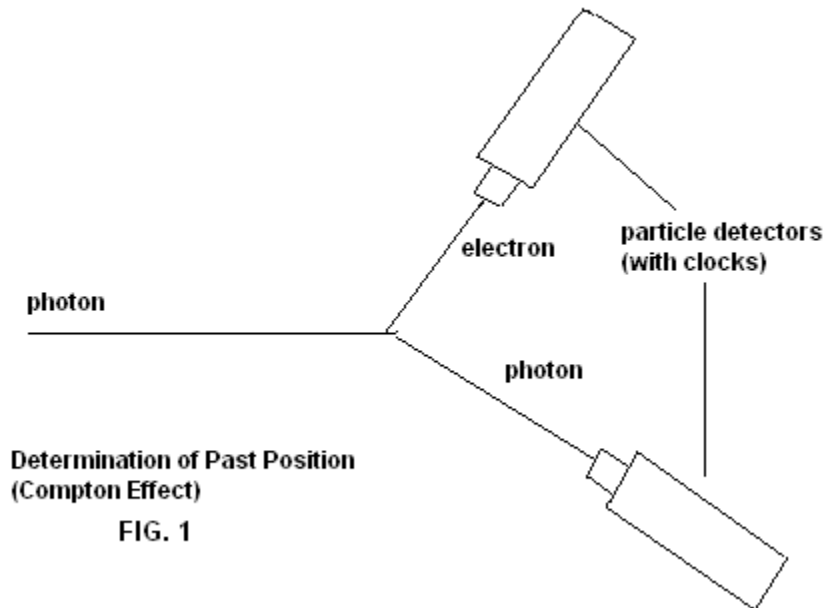 particle detectors
(with clocks)
electron
photon
photon
Determination of Past Position
(Compton Effect)
FIG. 1